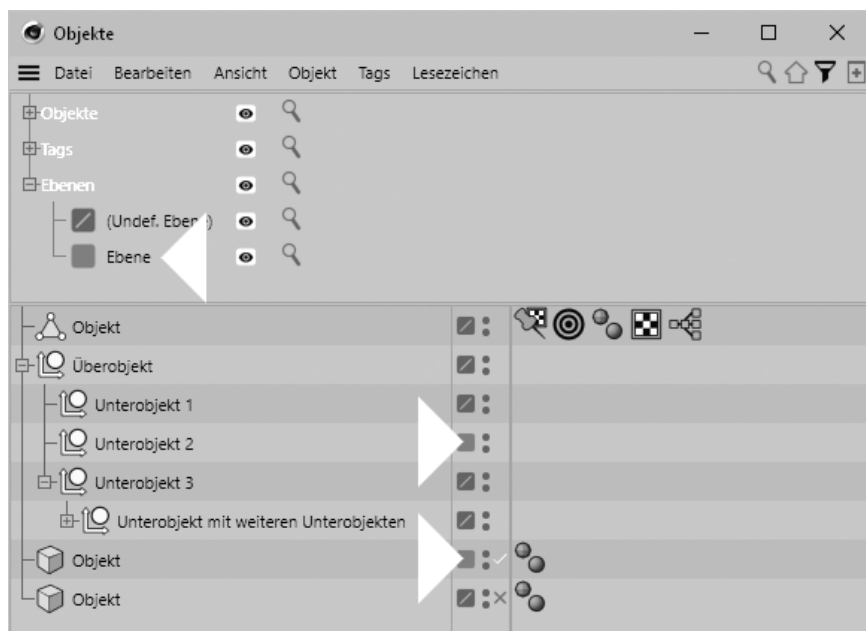 Objekte
Datei Bearbeiten Ansicht Objekt Tags Lesezeichen
Objekte
Tags
Ebenen
(Undef. Ebene)
Ebene
Objekt
Überobjekt
Unterobjekt 1
Unterobjekt 2
Unterobjekt 3
Unterobjekt mit weiteren Unterobjekten
Objekt
Objekt